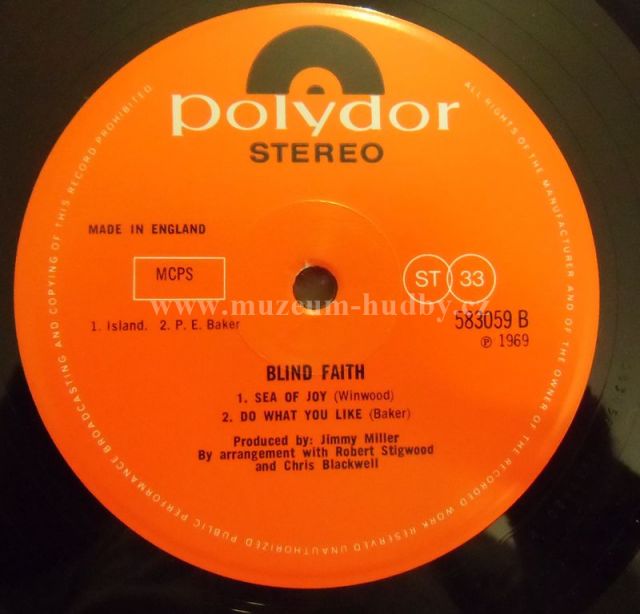 polydor
STEREO
MADE IN ENGLAND
MCPS
ST 33
www.muzeum-hudby.cz
1. Island. 2. P. E. Baker
583059 B
℗ 1969
BLIND FAITH
1. SEA OF JOY (Winwood)
2. DO WHAT YOU LIKE (Baker)
Produced by: Jimmy Miller
By arrangement with Robert Stigwood
and Chris Blackwell
ALL RIGHTS OF THE MANUFACTURER AND OF THE OWNER OF THE RECORDED WORK RESERVED UNAUTHORIZED PUBLIC PERFORMANCE BROADCASTING AND COPYING OF THIS RECORD PROHIBITED